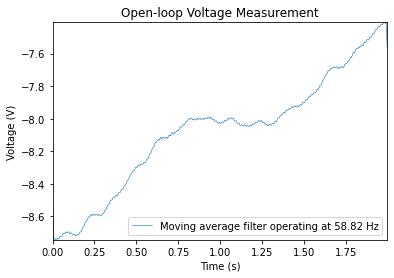 Open-loop Voltage Measurement
Voltage (V)
−7.6
−7.8
−8.0
−8.2
−8.4
−8.6
Moving average filter operating at 58.82 Hz
0.00 0.25 0.50 0.75 1.00 1.25 1.50 1.75
Time (s)